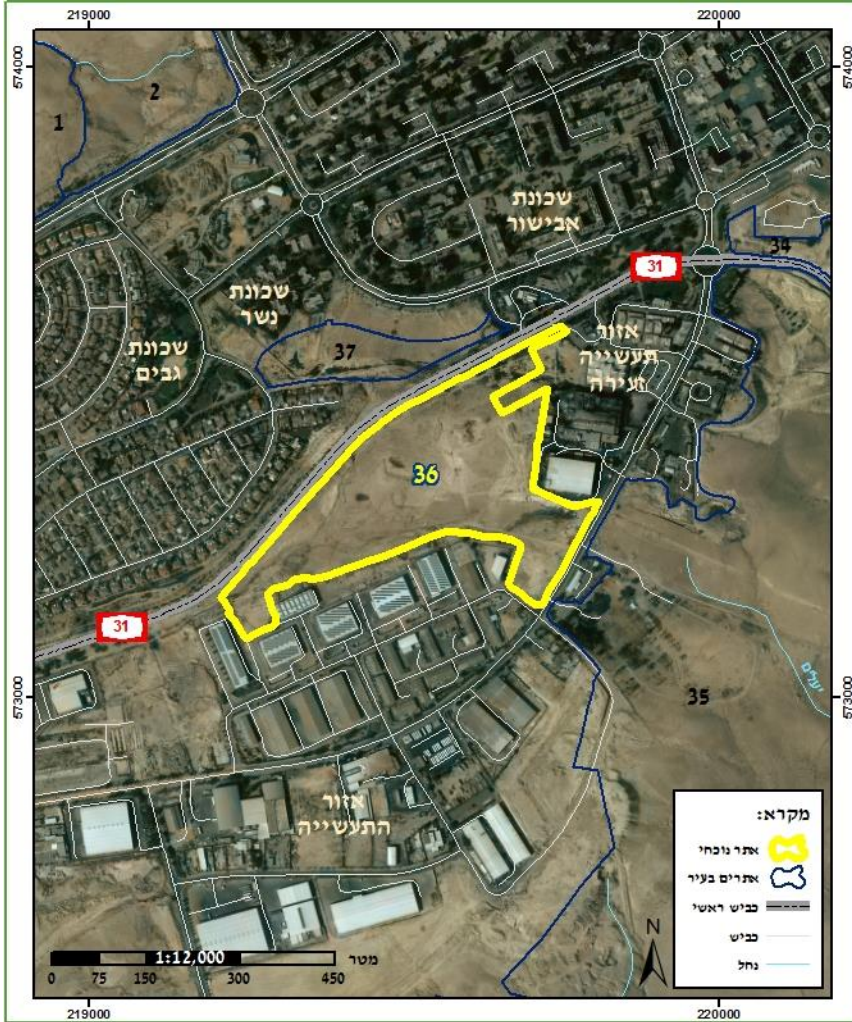 219000 220000
574000 574000
2
1
שכונת
אבישור
34
31
שכונת
נשר
אזור
תעשייה
זעירה
37
שכונת
גבים
36
31
יעלים
35
573000 573000
אזור
התעשייה
מקרא:
אתר נוכחי
אתרים בעיר
כביש ראשי
כביש
נחל
N
1:12,000 מטר
0 75 150 300 450
219000 220000